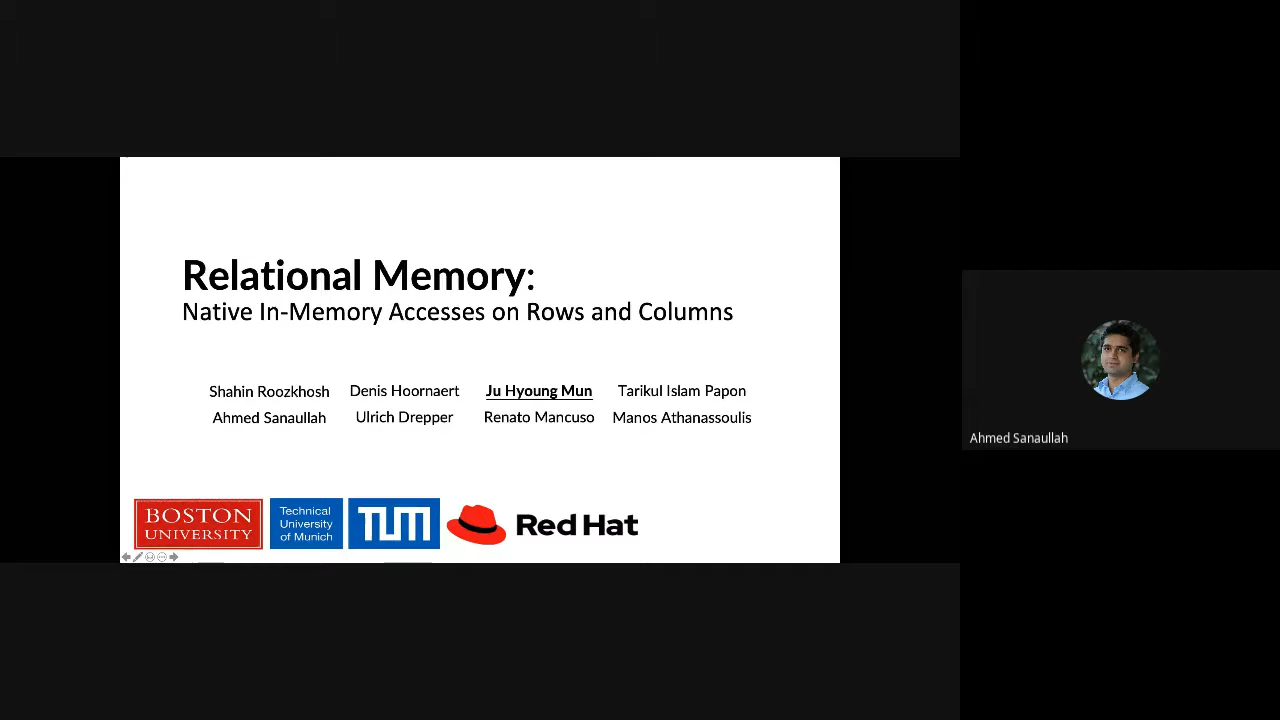 Relational Memory:
Native In-Memory Accesses on Rows and Columns
Shahin Roozkhosh Denis Hoornaert Ju Hyoung Mun Tarikul Islam Papon
Ahmed Sanaullah Ulrich Drepper Renato Mancuso Manos Athanassoulis
BOSTON
UNIVERSITY
Technical
University
of Munich
TUM
Red Hat
Ahmed Sanaullah